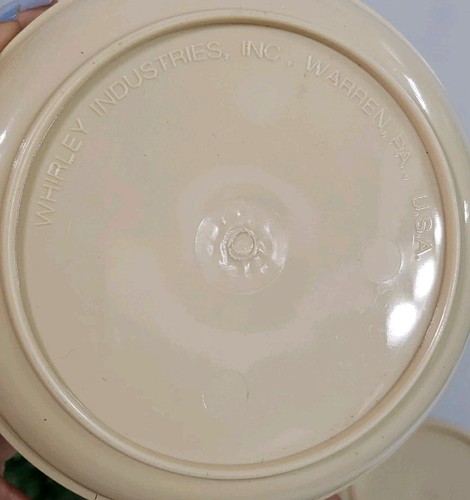 WHIRLEY INDUSTRIES, INC., WARREN, PA., U.S.A.